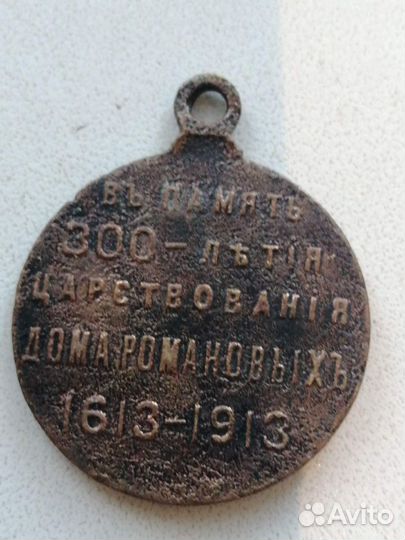 ВЪ ПАМЯТЬ
300-ЛѢТІЯ
ЦАРСТВОВАНІЯ
ДОМА РОМАНОВЫХЪ
1613-1913
Avito